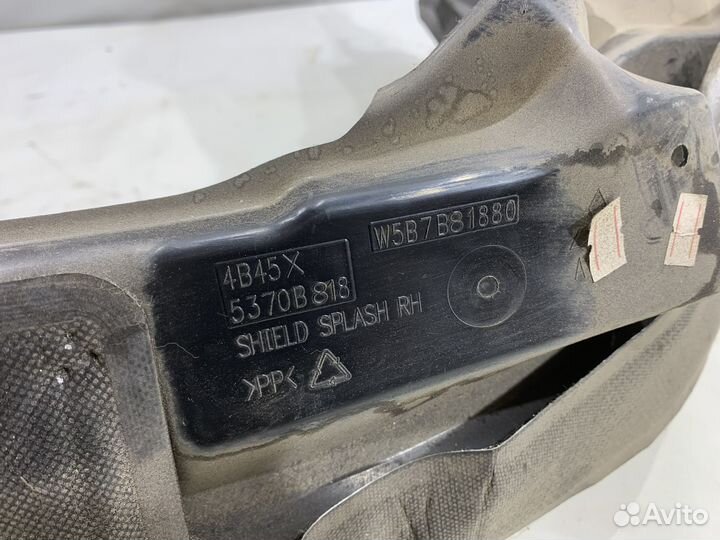 W5B7B81880
4B45X
5370B818
SHIELD SPLASH RH
>PP<
Avito